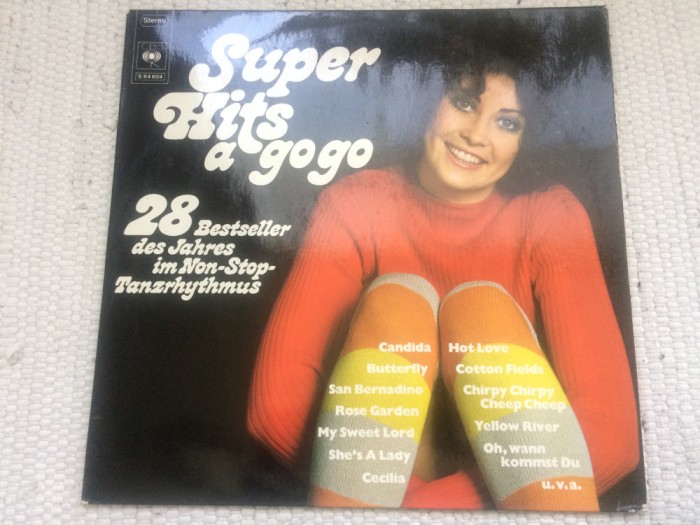 Stereo
CBS
S 64 604
Super
Hits
a gogo
28 Bestseller
des Jahres
im Non-Stop-
Tanzrhythmus
Candida
Butterfly
San Bernadino
Rose Garden
My Sweet Lord
She's A Lady
Cecilia
Hot Love
Cotton Fields
Chirpy Chirpy
Cheep Cheep
Yellow River
Oh, wann
kommst Du
u.v.a.